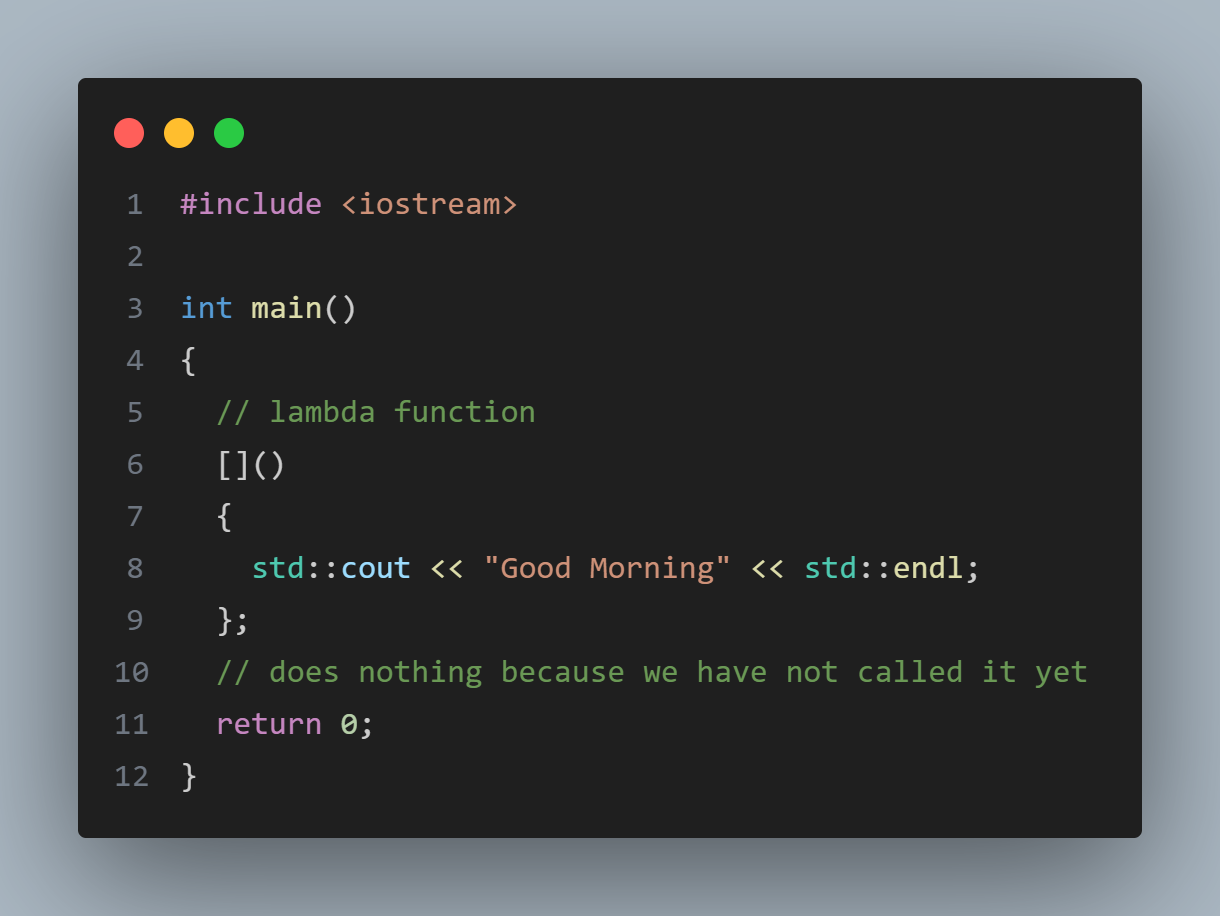 1 #include <iostream>
2
3 int main()
4 {
5   // lambda function
6   []()
7   {
8     std::cout << "Good Morning" << std::endl;
9   };
10   // does nothing because we have not called it yet
11   return 0;
12 }